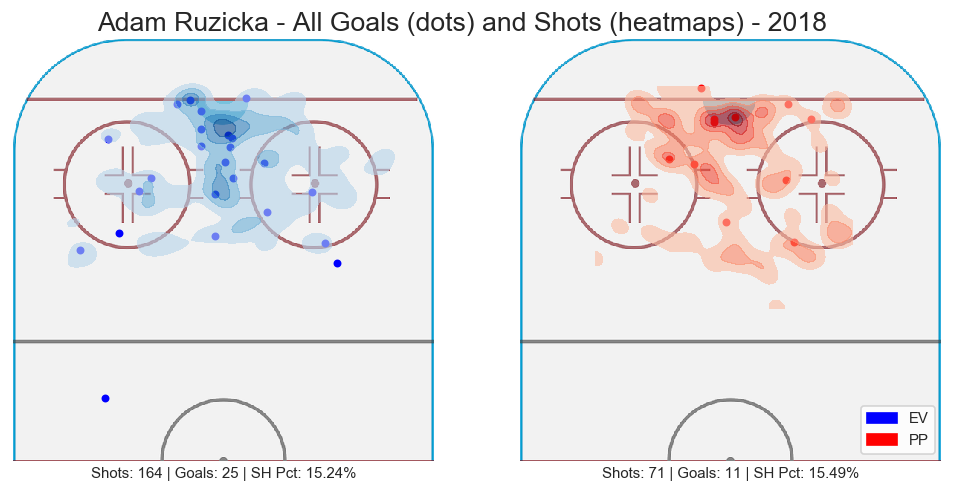 Adam Ruzicka - All Goals (dots) and Shots (heatmaps) - 2018
EV
PP
Shots: 164 | Goals: 25 | SH Pct: 15.24%
Shots: 71 | Goals: 11 | SH Pct: 15.49%